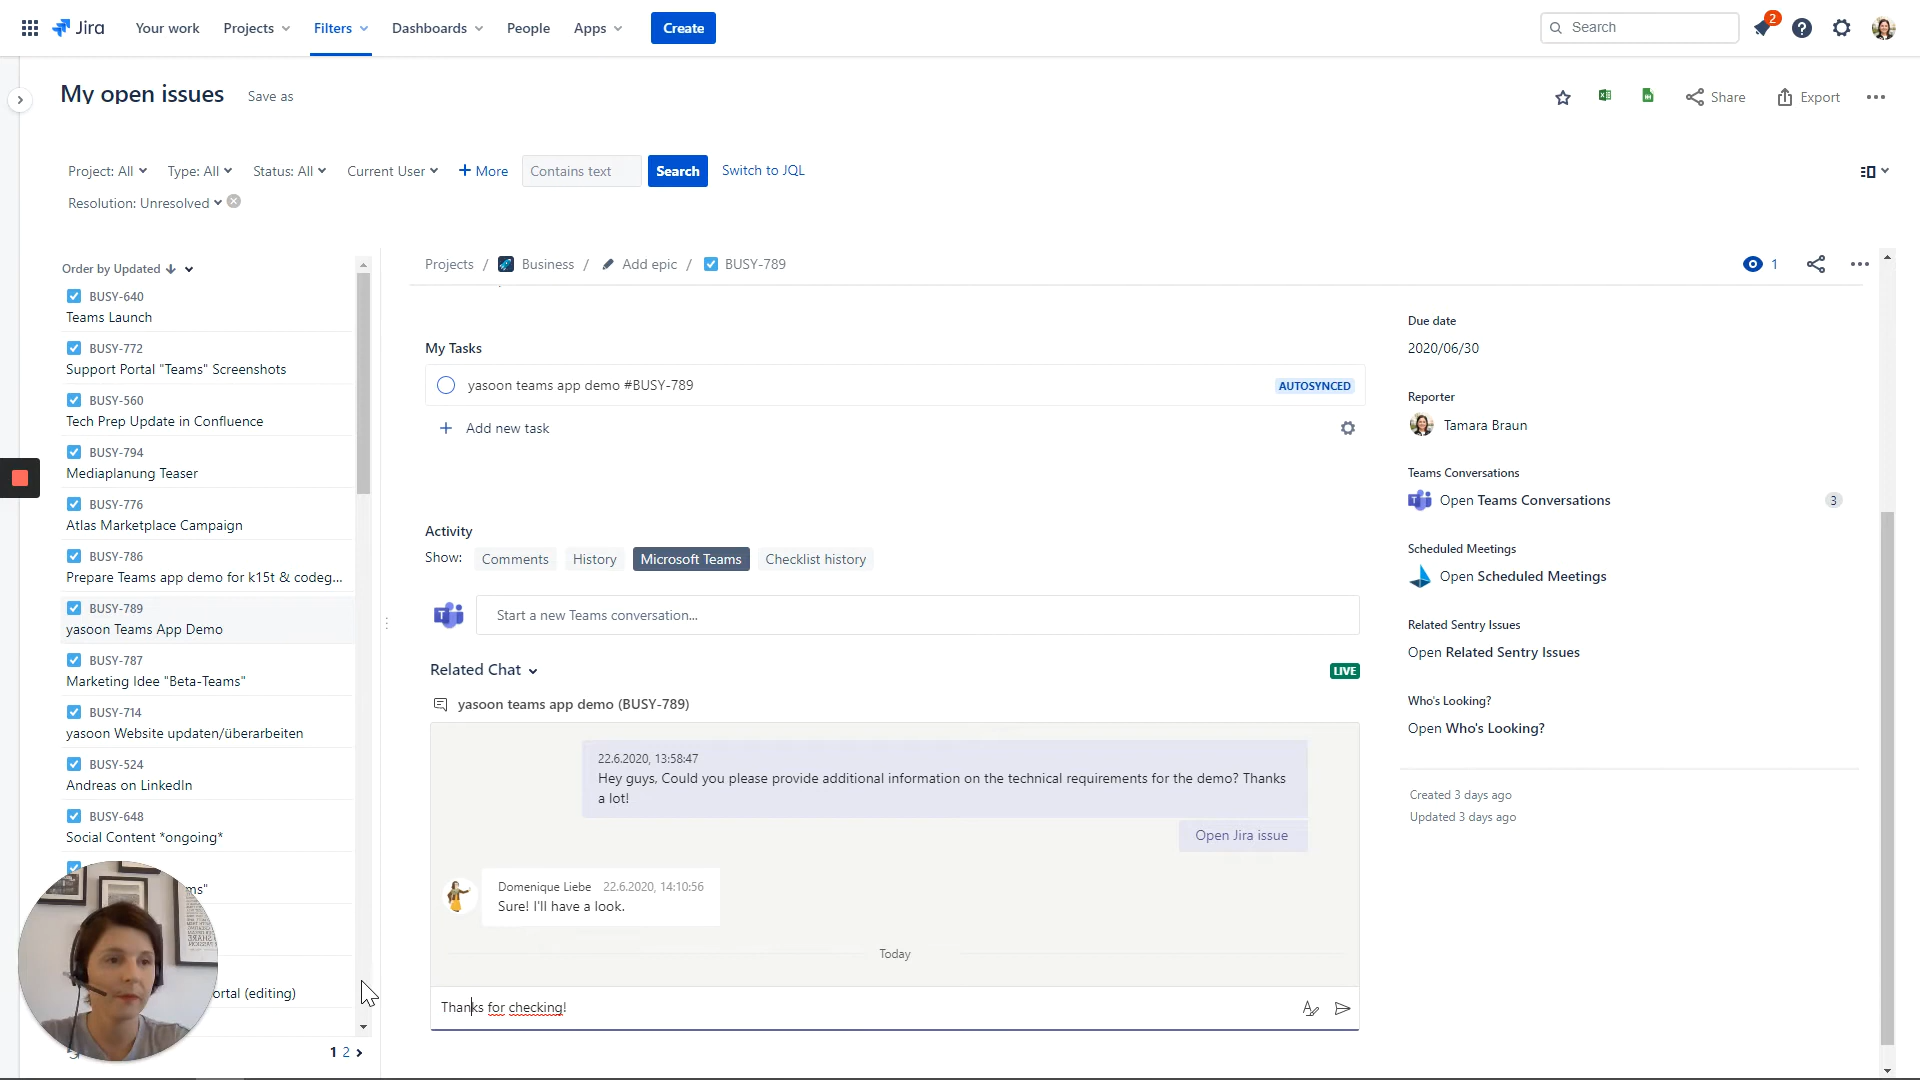 Jira
Your work
Projects
Filters
Dashboards
People
Apps
Create
Search
2
My open issues
Save as
Share
Export
Project: All
Type: All
Status: All
Current User
+ More
Contains text
Search
Switch to JQL
Resolution: Unresolved
Order by Updated
BUSY-640
Teams Launch
BUSY-772
Support Portal "Teams" Screenshots
BUSY-560
Tech Prep Update in Confluence
BUSY-794
Mediaplanung Teaser
BUSY-776
Atlas Marketplace Campaign
BUSY-786
Prepare Teams app demo for k15t & codeg...
BUSY-789
yasoon Teams App Demo
BUSY-787
Marketing Idee "Beta-Teams"
BUSY-714
yasoon Website updaten/überarbeiten
BUSY-524
Andreas on LinkedIn
BUSY-648
Social Content *ongoing*
ms"
ortal (editing)
1 2
Projects / Business / Add epic / BUSY-789
1
My Tasks
yasoon teams app demo #BUSY-789
AUTOSYNCED
+ Add new task
Activity
Show:
Comments
History
Microsoft Teams
Checklist history
Start a new Teams conversation...
Related Chat
LIVE
yasoon teams app demo (BUSY-789)
22.6.2020, 13:58:47
Hey guys, Could you please provide additional information on the technical requirements for the demo? Thanks
a lot!
Open Jira issue
Domenique Liebe 22.6.2020, 14:10:56
Sure! I'll have a look.
Today
Thanks for checking!
Due date
2020/06/30
Reporter
Tamara Braun
Teams Conversations
Open Teams Conversations
3
Scheduled Meetings
Open Scheduled Meetings
Related Sentry Issues
Open Related Sentry Issues
Who's Looking?
Open Who's Looking?
Created 3 days ago
Updated 3 days ago